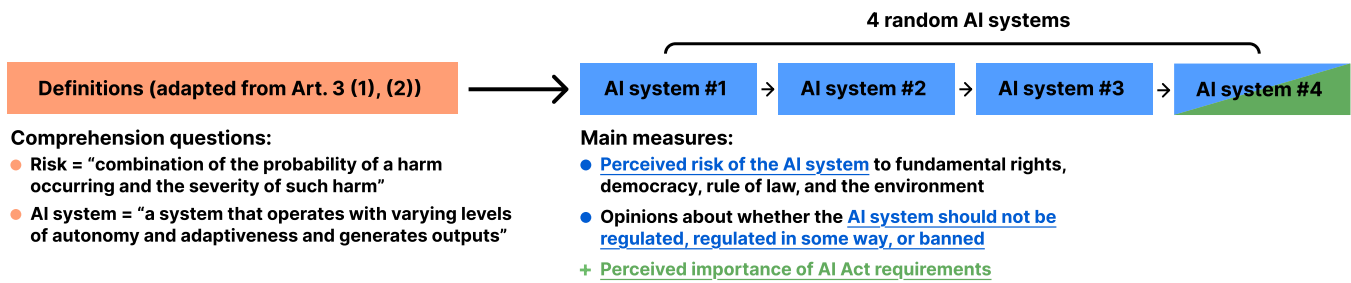 4 random AI systems
Definitions (adapted from Art. 3 (1), (2))
AI system #1
AI system #2
AI system #3
AI system #4
Comprehension questions:
Risk = “combination of the probability of a harm
occurring and the severity of such harm”
AI system = “a system that operates with varying levels
of autonomy and adaptiveness and generates outputs”
Main measures:
Perceived risk of the AI system to fundamental rights,
democracy, rule of law, and the environment
Opinions about whether the AI system should not be
regulated, regulated in some way, or banned
+ Perceived importance of AI Act requirements